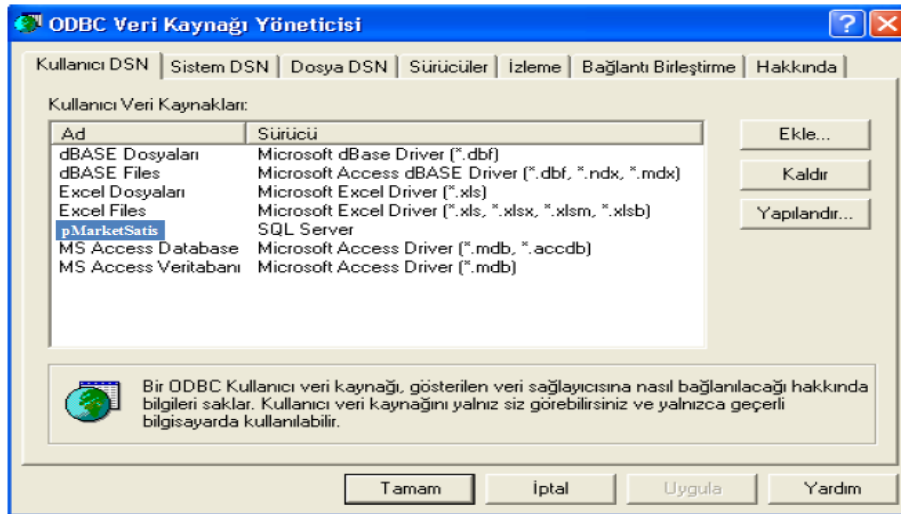 ODBC Veri Kaynağı Yöneticisi
Kullanıcı DSN Sistem DSN Dosya DSN Sürücüler İzleme Bağlantı Birleştirme Hakkında
Kullanıcı Veri Kaynakları:
Ad Sürücü
dBASE Dosyaları Microsoft dBase Driver (*.dbf)
dBASE Files Microsoft Access dBASE Driver (*.dbf, *.ndx, *.mdx)
Excel Dosyaları Microsoft Excel Driver (*.xls)
Excel Files Microsoft Excel Driver (*.xls, *.xlsx, *.xlsm, *.xlsb)
pMarketSatis SQL Server
MS Access Database Microsoft Access Driver (*.mdb, *.accdb)
MS Access Veritabanı Microsoft Access Driver (*.mdb)
Ekle...
Kaldır
Yapılandır...
Bir ODBC Kullanıcı veri kaynağı, gösterilen veri sağlayıcısına nasıl bağlanılacağı hakkında
bilgileri saklar. Kullanıcı veri kaynağını yalnız siz görebilirsiniz ve yalnızca geçerli
bilgisayarda kullanılabilir.
Tamam İptal Uygula Yardım